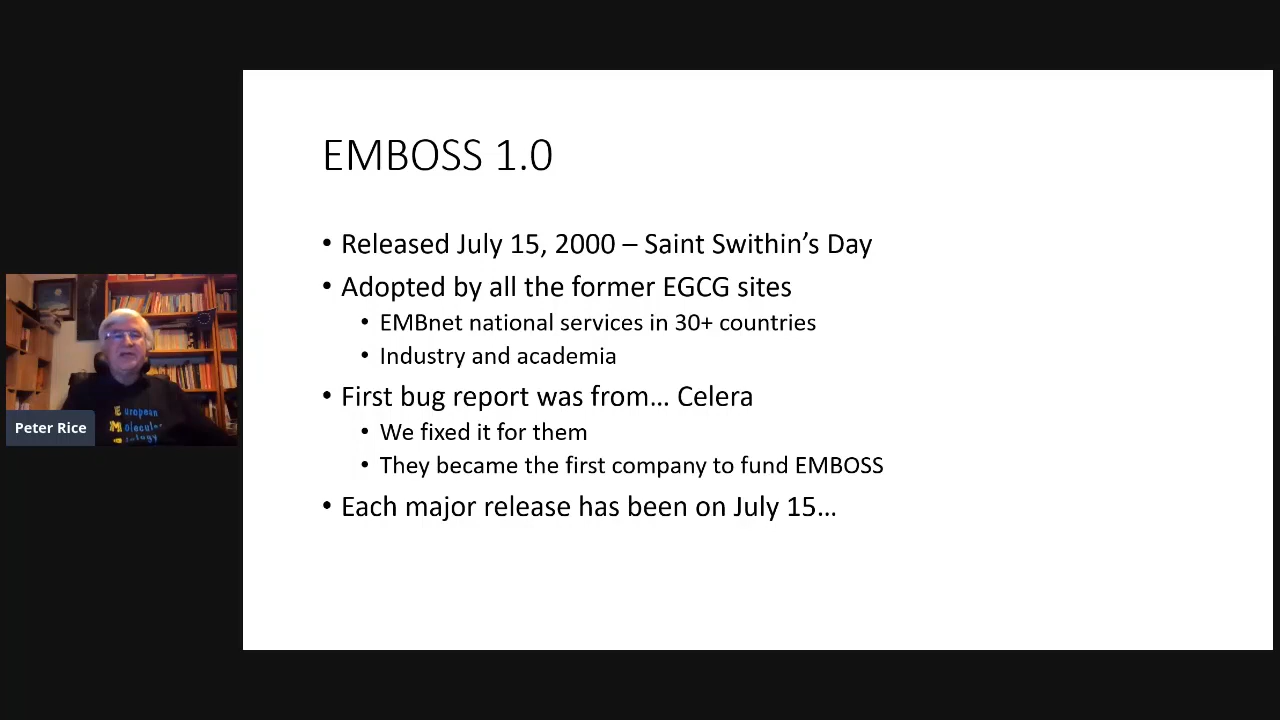 EMBOSS 1.0
• Released July 15, 2000 – Saint Swithin’s Day
• Adopted by all the former EGCG sites
• EMBnet national services in 30+ countries
• Industry and academia
• First bug report was from… Celera
• We fixed it for them
• They became the first company to fund EMBOSS
• Each major release has been on July 15…
European
Molecular
Peter Rice